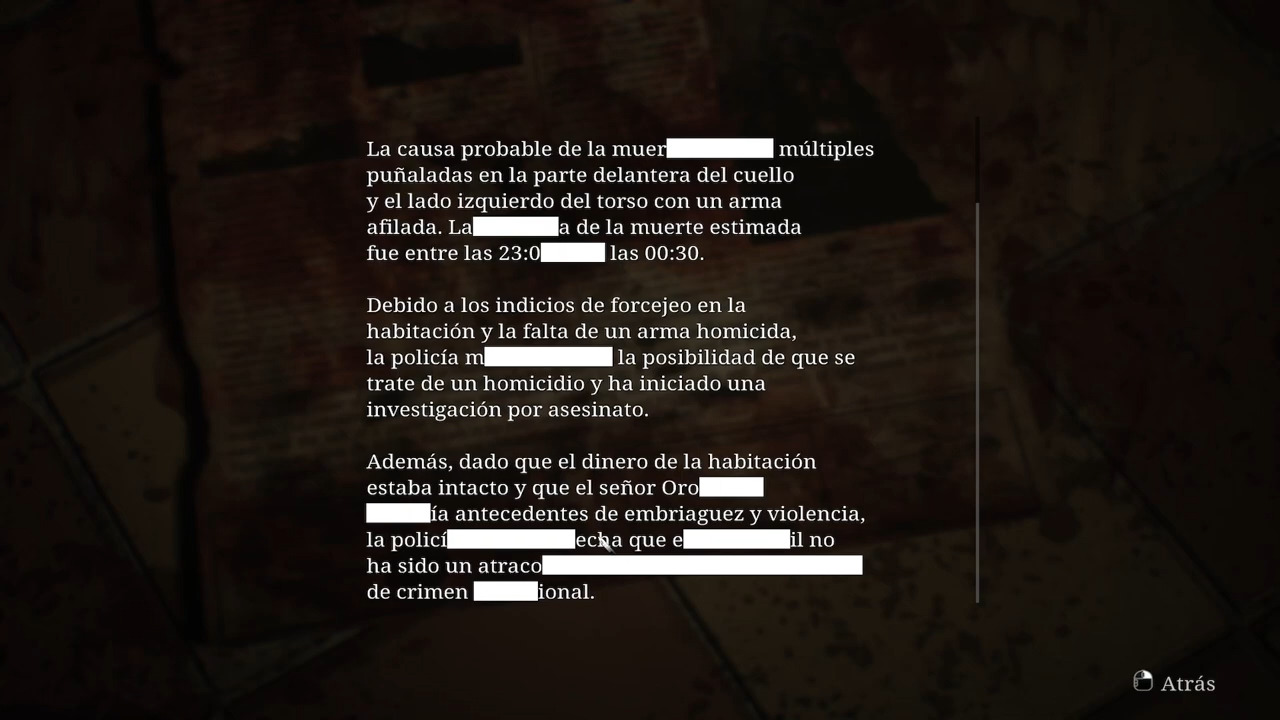 La causa probable de la muer múltiples
puñaladas en la parte delantera del cuello
y el lado izquierdo del torso con un arma
afilada. La a de la muerte estimada
fue entre las 23:0 las 00:30.
Debido a los indicios de forcejeo en la
habitación y la falta de un arma homicida,
la policía m la posibilidad de que se
trate de un homicidio y ha iniciado una
investigación por asesinato.
Además, dado que el dinero de la habitación
estaba intacto y que el señor Oro
ía antecedentes de embriaguez y violencia,
la policí echa que e il no
ha sido un atraco
de crimen ional.
Atrás